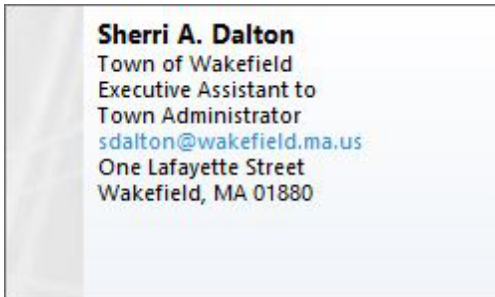 Sherri A. Dalton
Town of Wakefield
Executive Assistant to
Town Administrator
sdalton@wakefield.ma.us
One Lafayette Street
Wakefield, MA 01880